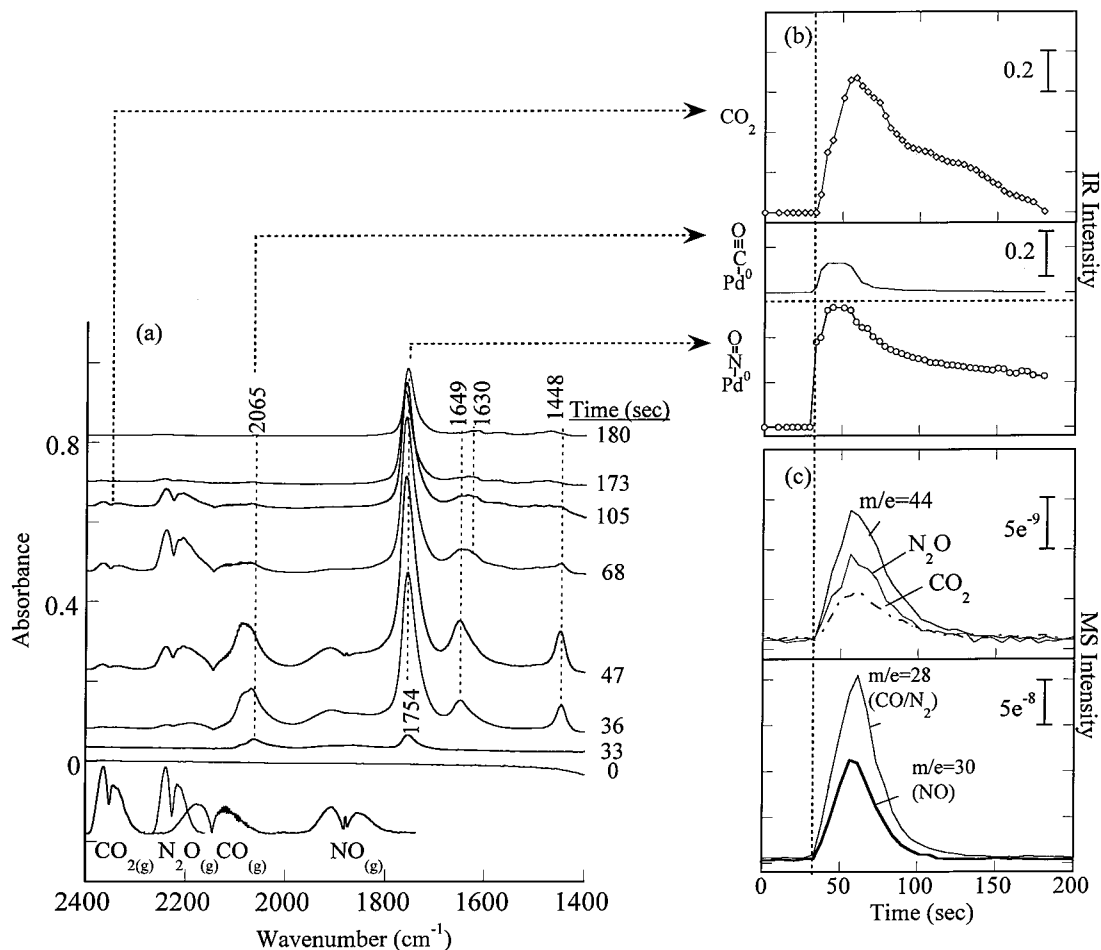 (a)
Absorbance
0.8
0.4
0
2065
1754
1649
1630
1448
Time (sec)
180
173
105
68
47
36
33
0
CO2(g) N2O(g) CO(g) NO(g)
2400 2200 2000 1800 1600 1400
Wavenumber (cm-1)
(b)
0.2
CO2
O
C
Pd0
0.2
O
N
Pd0
IR Intensity
(c)
m/e=44
5e-9
N2O
CO2
m/e=28
(CO/N2)
5e-8
m/e=30
(NO)
MS Intensity
0 50 100 150 200
Time (sec)